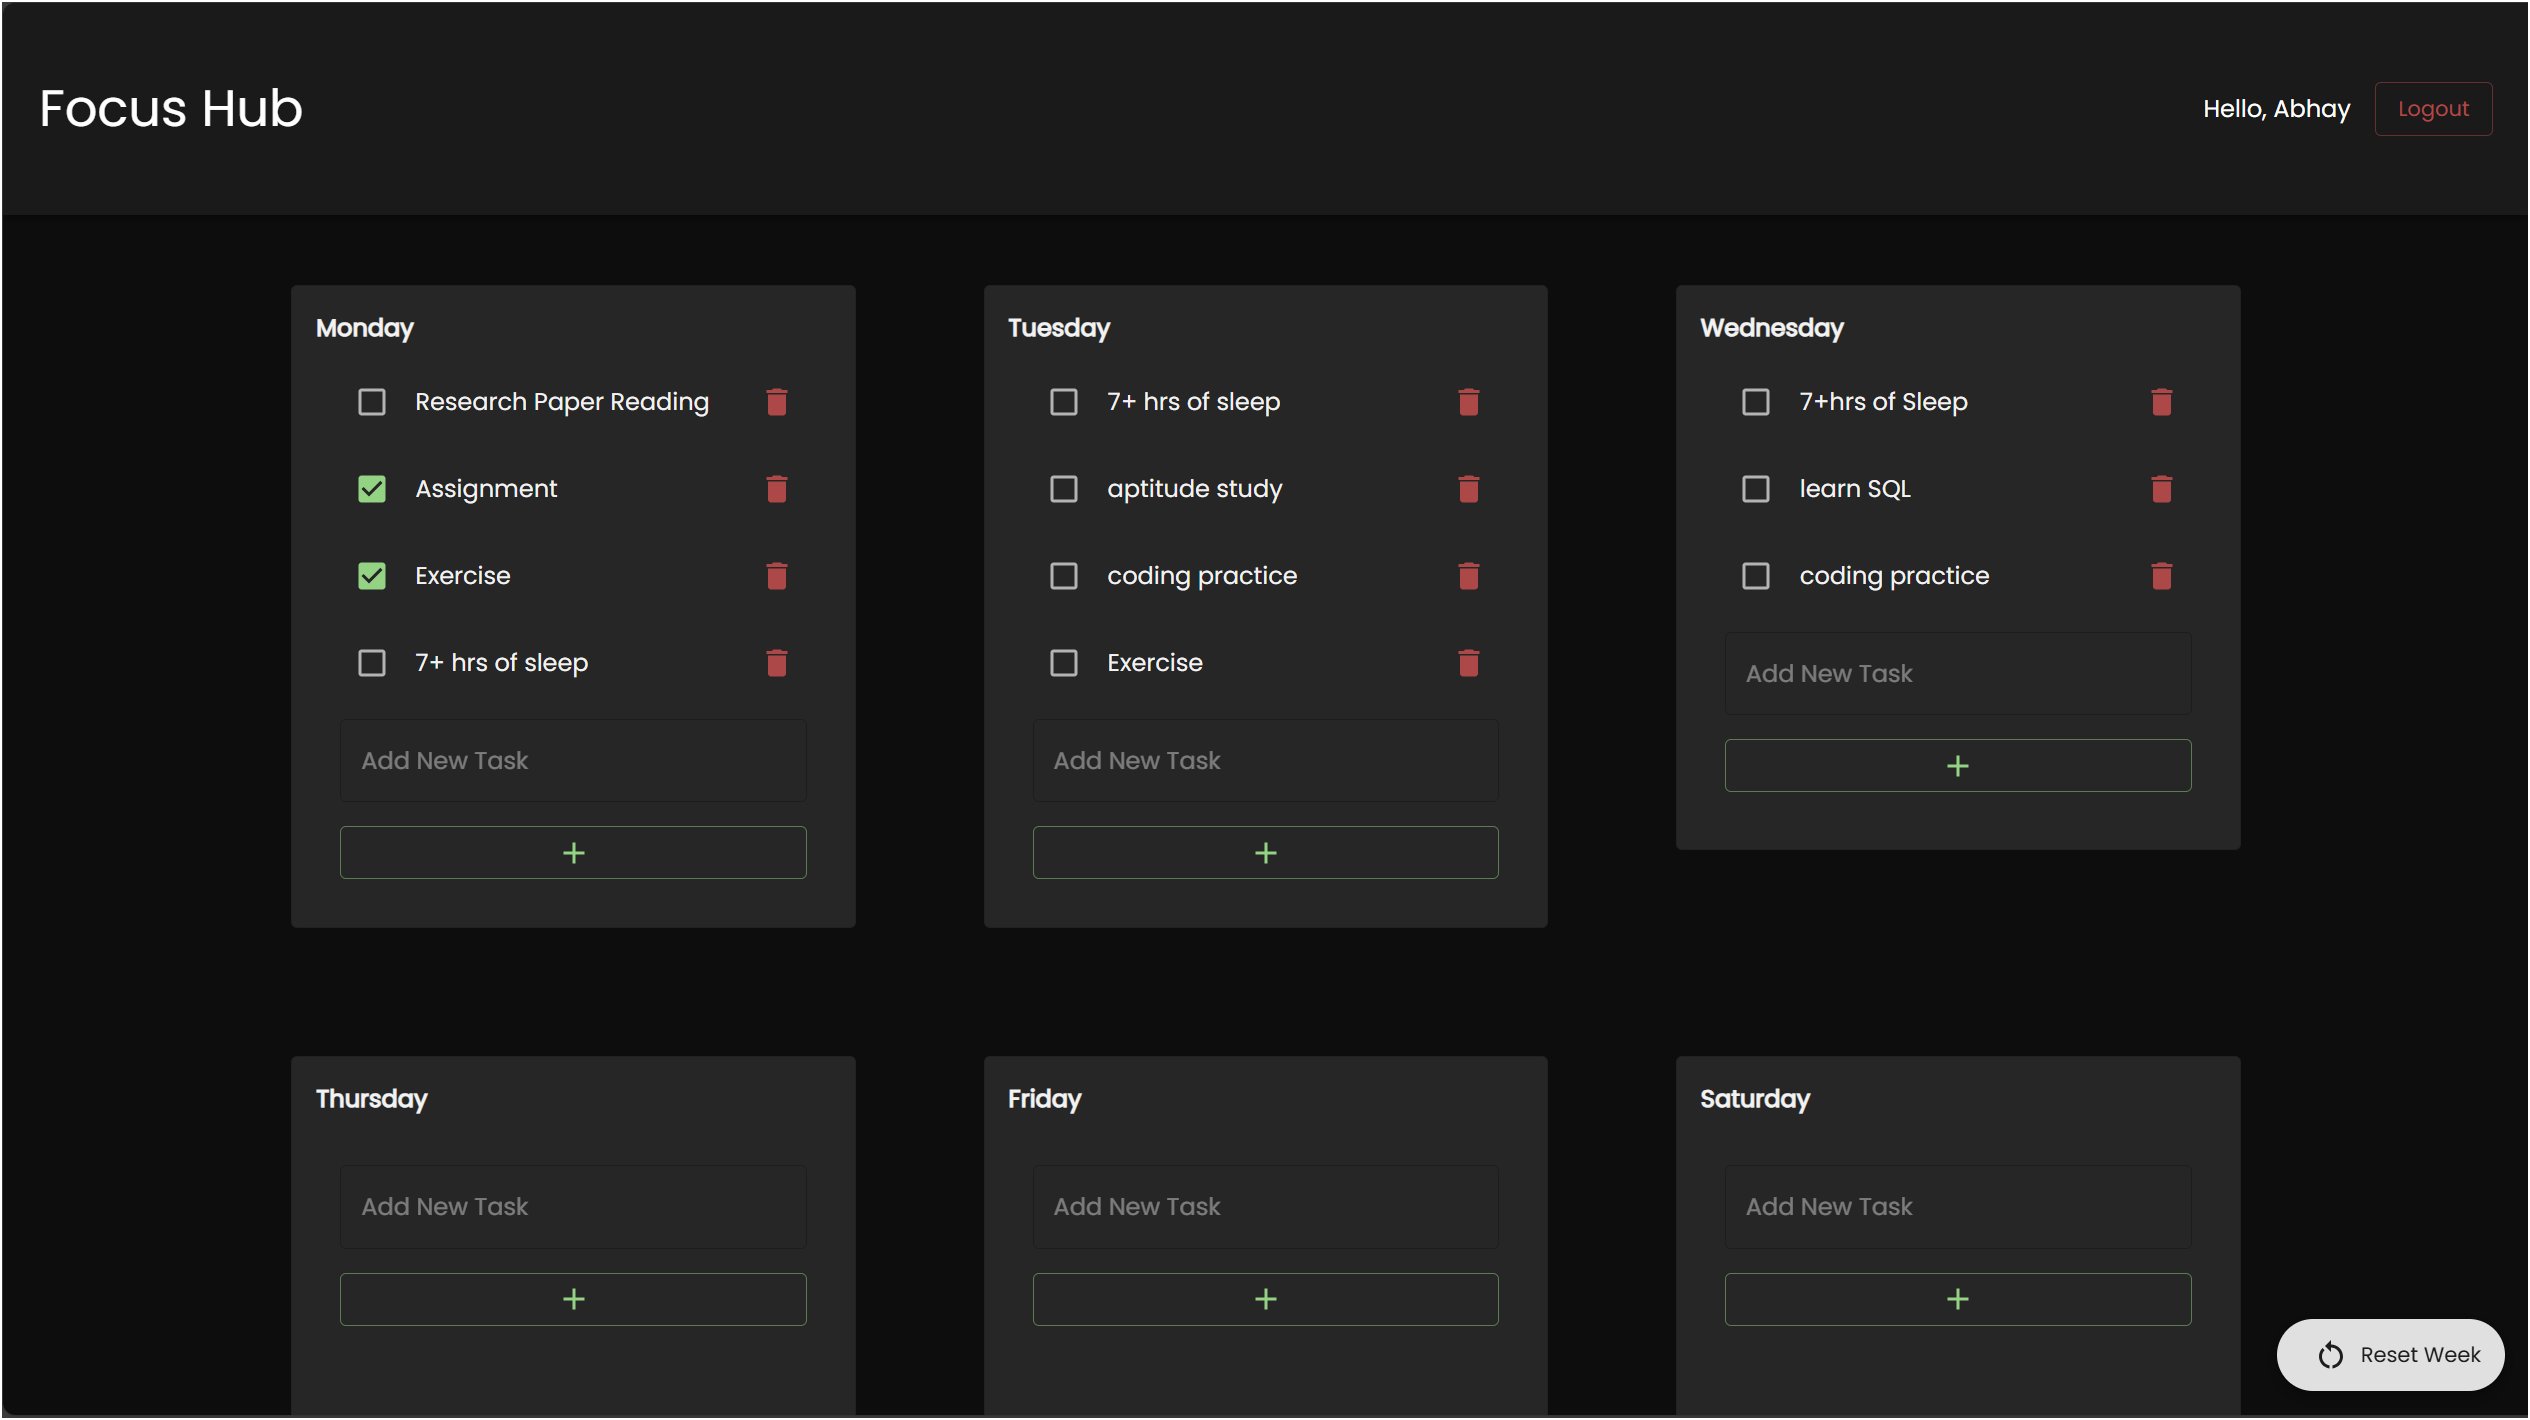 Focus Hub
Hello, Abhay
Logout
Monday
Research Paper Reading
Assignment
Exercise
7+ hrs of sleep
Add New Task
+
Tuesday
7+ hrs of sleep
aptitude study
coding practice
Exercise
Add New Task
+
Wednesday
7+hrs of Sleep
learn SQL
coding practice
Add New Task
+
Thursday
Add New Task
+
Friday
Add New Task
+
Saturday
Add New Task
+
Reset Week